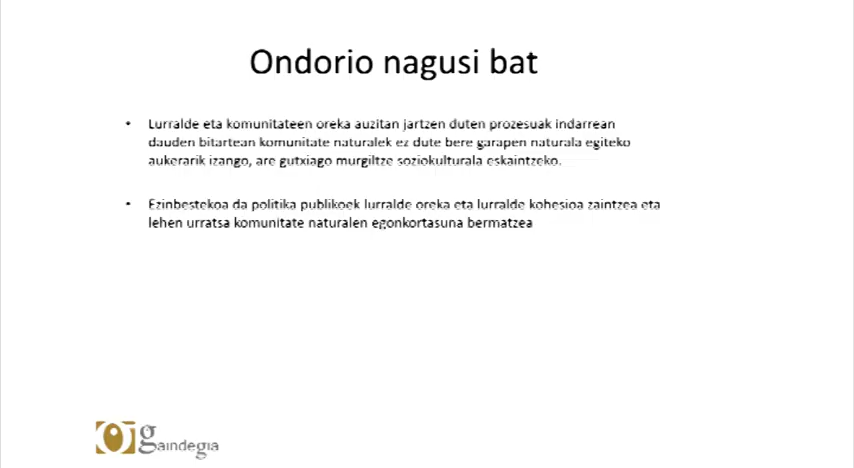 Ondorio nagusi bat
• Lurralde eta komunitateen oreka auzitan jartzen duten prozesuak indarrean
dauden bitartean komunitate naturalek ez dute bere garapen naturala egiteko
aukerarik izango, are gutxiago murgiltze soziokulturala eskaintzeko.
• Ezinbestekoa da politika publikoek lurralde oreka eta lurralde kohesioa zaintzea eta
lehen urratsa komunitate naturalen egonkortasuna bermatzea
gaindegia